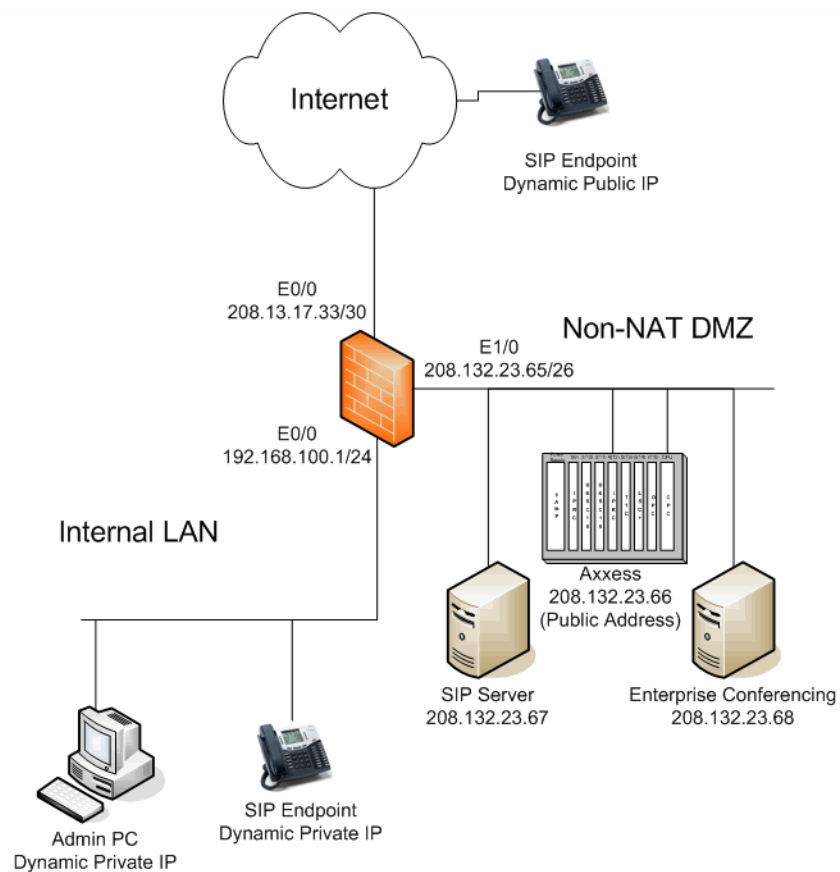 Internet
SIP Endpoint
Dynamic Public IP
E0/0
208.13.17.33/30
Non-NAT DMZ
E1/0
208.132.23.65/26
E0/0
192.168.100.1/24
Internal LAN
Axxess
208.132.23.66
(Public Address)
SIP Server
208.132.23.67
Enterprise Conferencing
208.132.23.68
SIP Endpoint
Dynamic Private IP
Admin PC
Dynamic Private IP